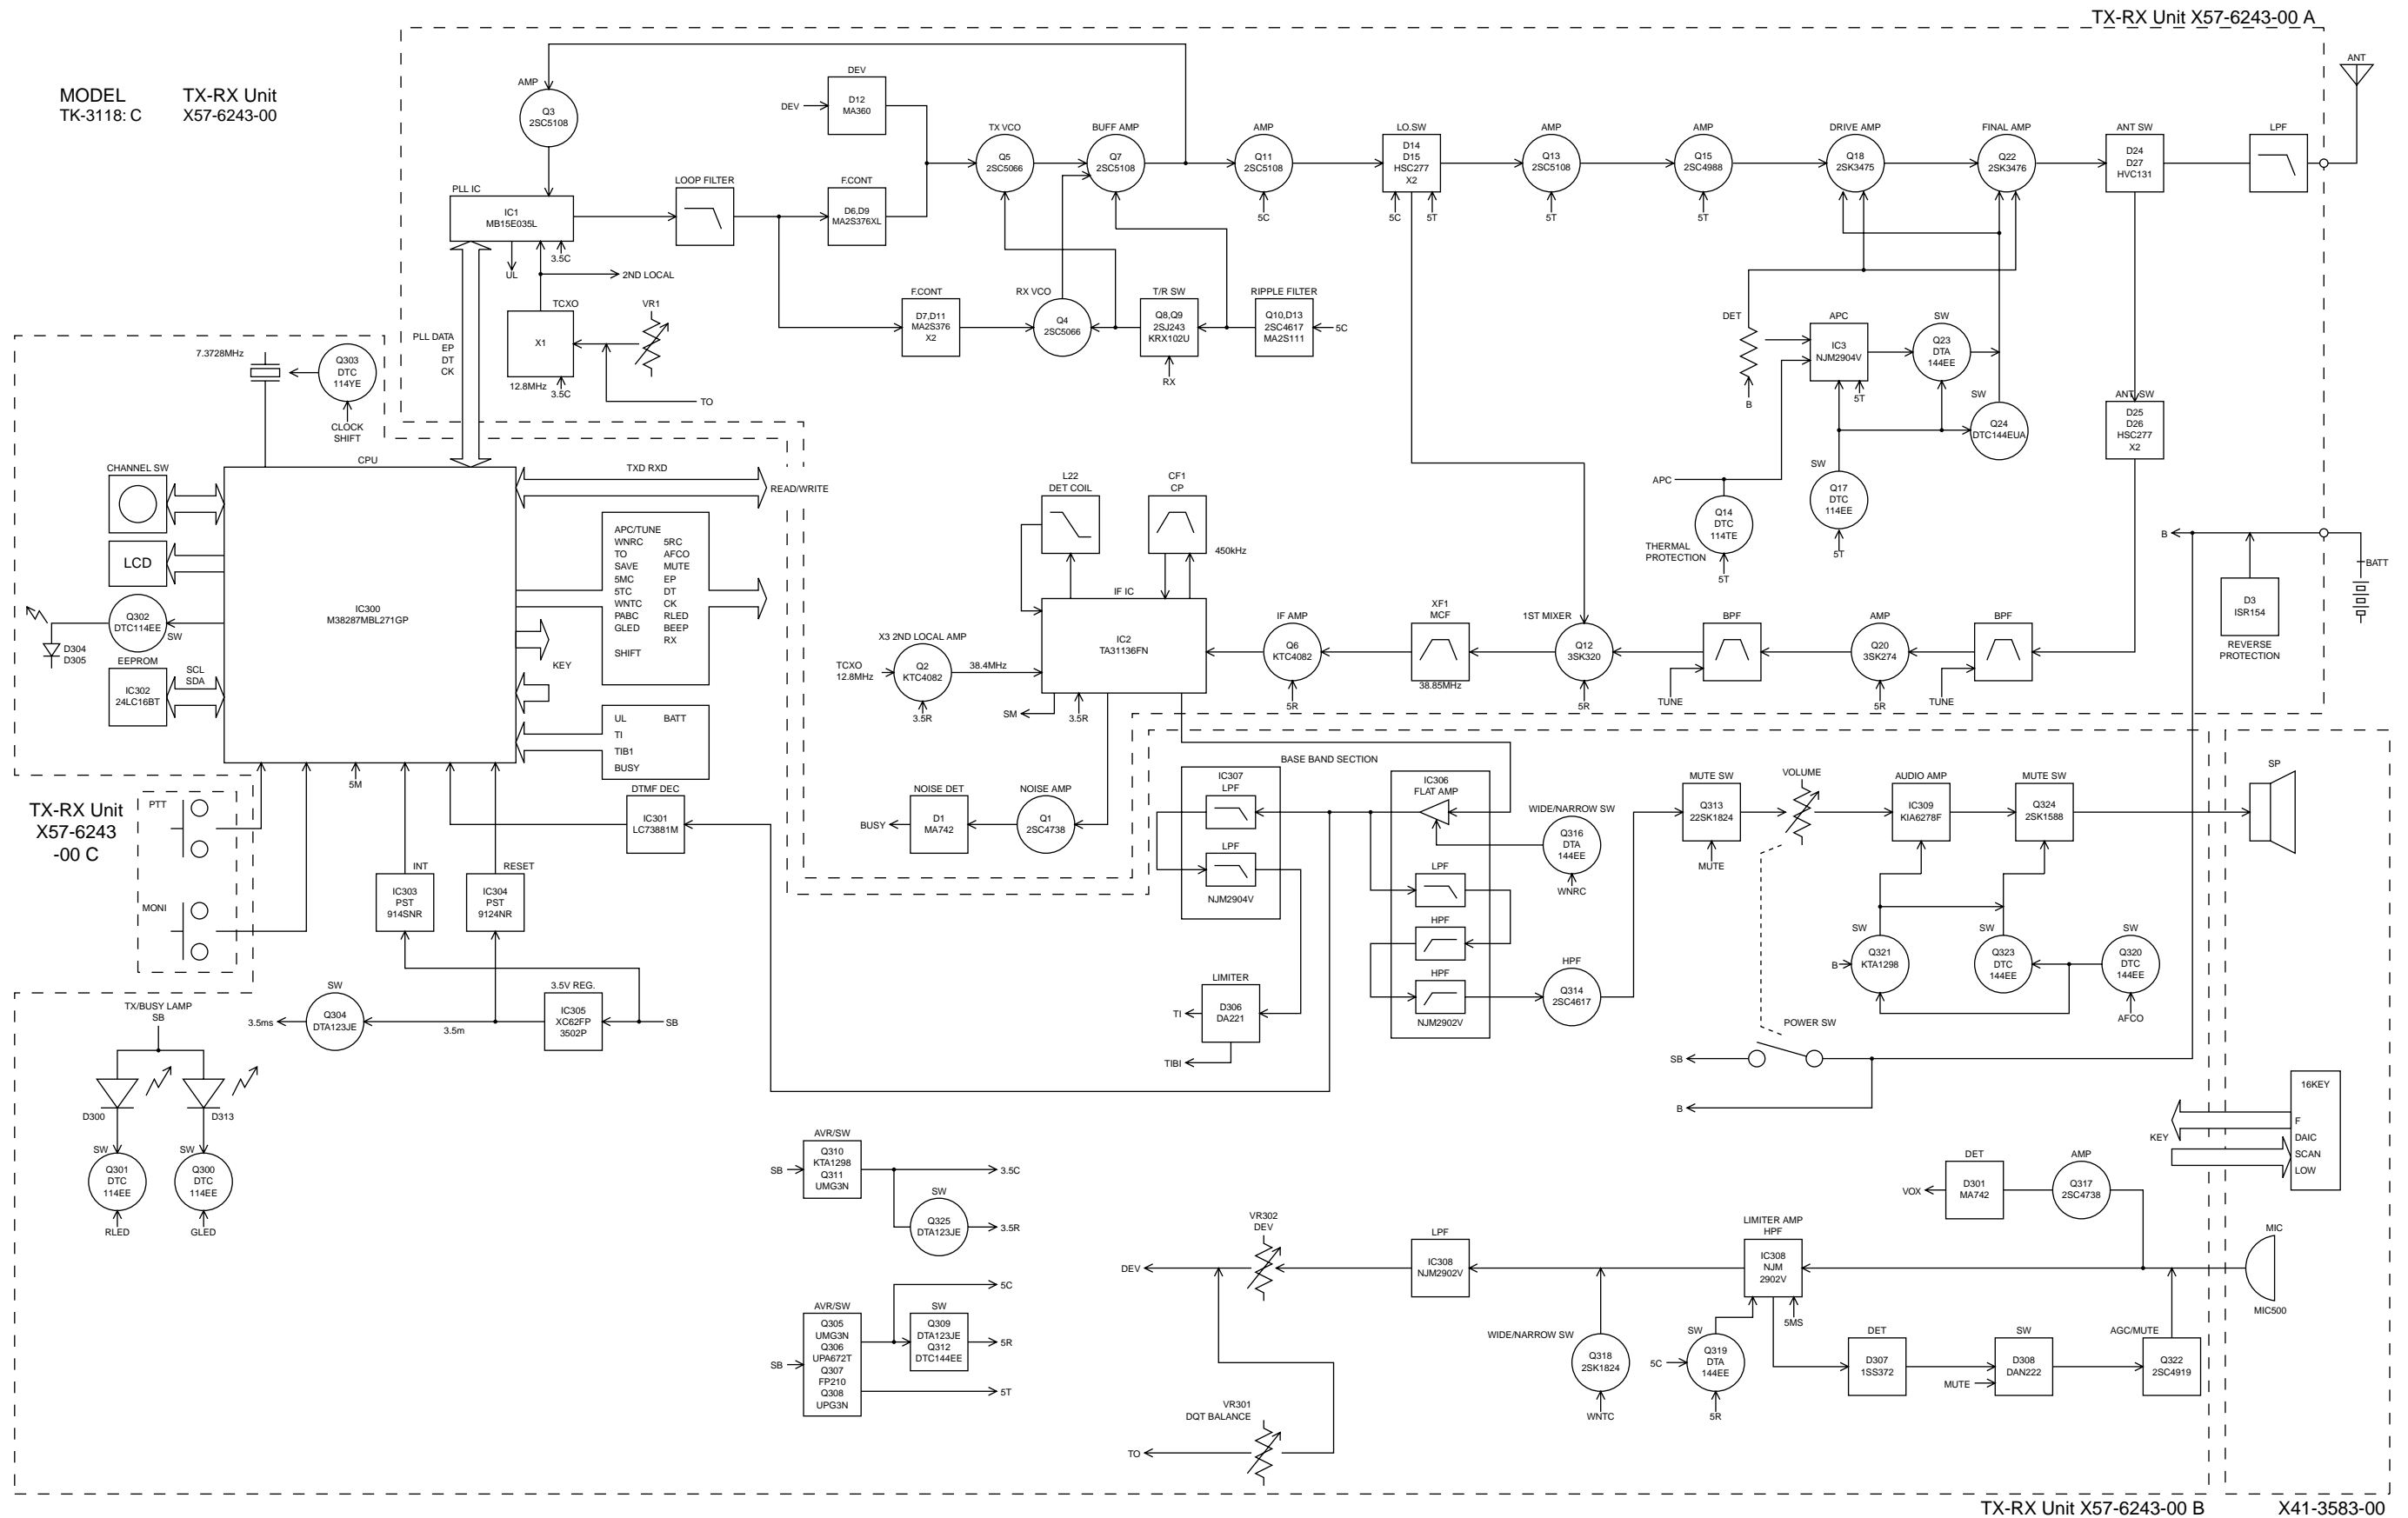 TX-RX Unit X57-6243-00 A
MODEL TX-RX Unit
TK-3118: C X57-6243-00
ANT
AMP
Q3
2SC5108
DEV
DEV
D12
MA360
TX VCO
Q5
2SC5066
BUFF AMP
Q7
2SC5108
AMP
Q11
2SC5108
5C
LO.SW
D14
D15
HSC277
X2
5C
5T
AMP
Q13
2SC5108
5T
AMP
Q15
2SC4988
5T
DRIVE AMP
Q18
2SK3475
FINAL AMP
Q22
2SK3476
ANT SW
D24
D27
HVC131
LPF
PLL IC
IC1
MB15E035L
UL
3.5C
LOOP FILTER
F.CONT
D6,D9
MA2S376XL
2ND LOCAL
TCXO
X1
12.8MHz
3.5C
VR1
TO
F.CONT
D7,D11
MA2S376
X2
RX VCO
Q4
2SC5066
T/R SW
Q8,Q9
2SJ243
KRX102U
RX
RIPPLE FILTER
Q10,D13
2SC4617
MA2S111
5C
DET
B
APC
IC3
NJM2904V
5T
SW
Q23
DTA
144EE
SW
Q24
DTC144EUA
ANT SW
D25
D26
HSC277
X2
PLL DATA
EP
DT
CK
7.3728MHz
Q303
DTC
114YE
CLOCK
SHIFT
CPU
IC300
M38287MBL271GP
CHANNEL SW
LCD
Q302
DTC114EE
SW
D304
D305
EEPROM
IC302
24LC16BT
SCL
SDA
TXD RXD
READ/WRITE
APC/TUNE
WNRC 5RC
TO AFCO
SAVE MUTE
5MC EP
5TC DT
WNTC CK
PABC RLED
GLED BEEP
RX
SHIFT
KEY
UL BATT
TI
TIB1
BUSY
L22
DET COIL
CF1
CP
450kHz
IF IC
IC2
TA31136FN
X3 2ND LOCAL AMP
TCXO
12.8MHz
Q2
KTC4082
3.5R
38.4MHz
SM
3.5R
IF AMP
Q6
KTC4082
5R
XF1
MCF
38.85MHz
1ST MIXER
Q12
3SK320
5R
BPF
TUNE
AMP
Q20
3SK274
5R
BPF
TUNE
APC
Q14
DTC
114TE
THERMAL
PROTECTION
5T
SW
Q17
DTC
114EE
5T
B
D3
ISR154
REVERSE
PROTECTION
BATT
TX-RX Unit
X57-6243
-00 C
PTT
MONI
5M
INT
IC303
PST
914SNR
RESET
IC304
PST
9124NR
DTMF DEC
IC301
LC73881M
BUSY
NOISE DET
D1
MA742
NOISE AMP
Q1
2SC4738
BASE BAND SECTION
IC307
LPF
LPF
NJM2904V
IC306
FLAT AMP
LPF
HPF
HPF
NJM2902V
WIDE/NARROW SW
Q316
DTA
144EE
WNRC
HPF
Q314
2SC4617
MUTE SW
Q313
22SK1824
MUTE
VOLUME
AUDIO AMP
IC309
KIA6278F
MUTE SW
Q324
2SK1588
SP
SW
Q321
KTA1298
B
SW
Q323
DTC
144EE
SW
Q320
DTC
144EE
AFCO
LIMITER
D306
DA221
TI
TIBI
POWER SW
SB
B
TX/BUSY LAMP
SB
D300
D313
SW
Q301
DTC
114EE
RLED
SW
Q300
DTC
114EE
GLED
3.5ms
SW
Q304
DTA123JE
3.5m
3.5V REG.
IC305
XC62FP
3502P
SB
AVR/SW
SB
Q310
KTA1298
Q311
UMG3N
3.5C
SW
Q325
DTA123JE
3.5R
AVR/SW
SB
Q305
UMG3N
Q306
UPA672T
Q307
FP210
Q308
UPG3N
5C
SW
Q309
DTA123JE
Q312
DTC144EE
5R
5T
DEV
VR302
DEV
LPF
IC308
NJM2902V
VR301
DQT BALANCE
TO
WIDE/NARROW SW
Q318
2SK1824
WNTC
LIMITER AMP
HPF
IC308
NJM
2902V
5MS
SW
5C
Q319
DTA
144EE
5R
VOX
DET
D301
MA742
AMP
Q317
2SC4738
DET
D307
1SS372
SW
D308
DAN222
MUTE
AGC/MUTE
Q322
2SC4919
16KEY
F
DAIC
SCAN
LOW
KEY
MIC
MIC500
TX-RX Unit X57-6243-00 B
X41-3583-00